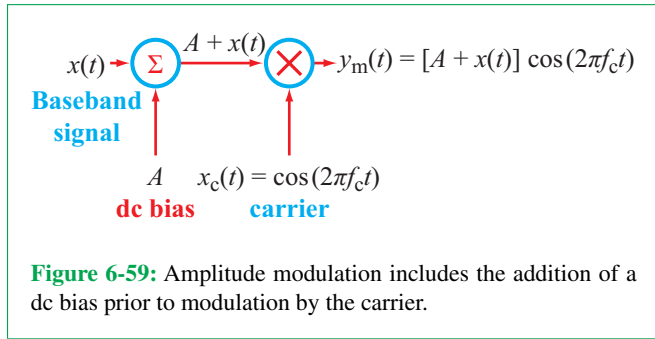 A + x(t)
x(t) Σ × yₘ(t) = [A + x(t)] cos(2πf_ct)
Baseband
signal
A x_c(t) = cos(2πf_ct)
dc bias carrier
Figure 6-59: Amplitude modulation includes the addition of a
dc bias prior to modulation by the carrier.